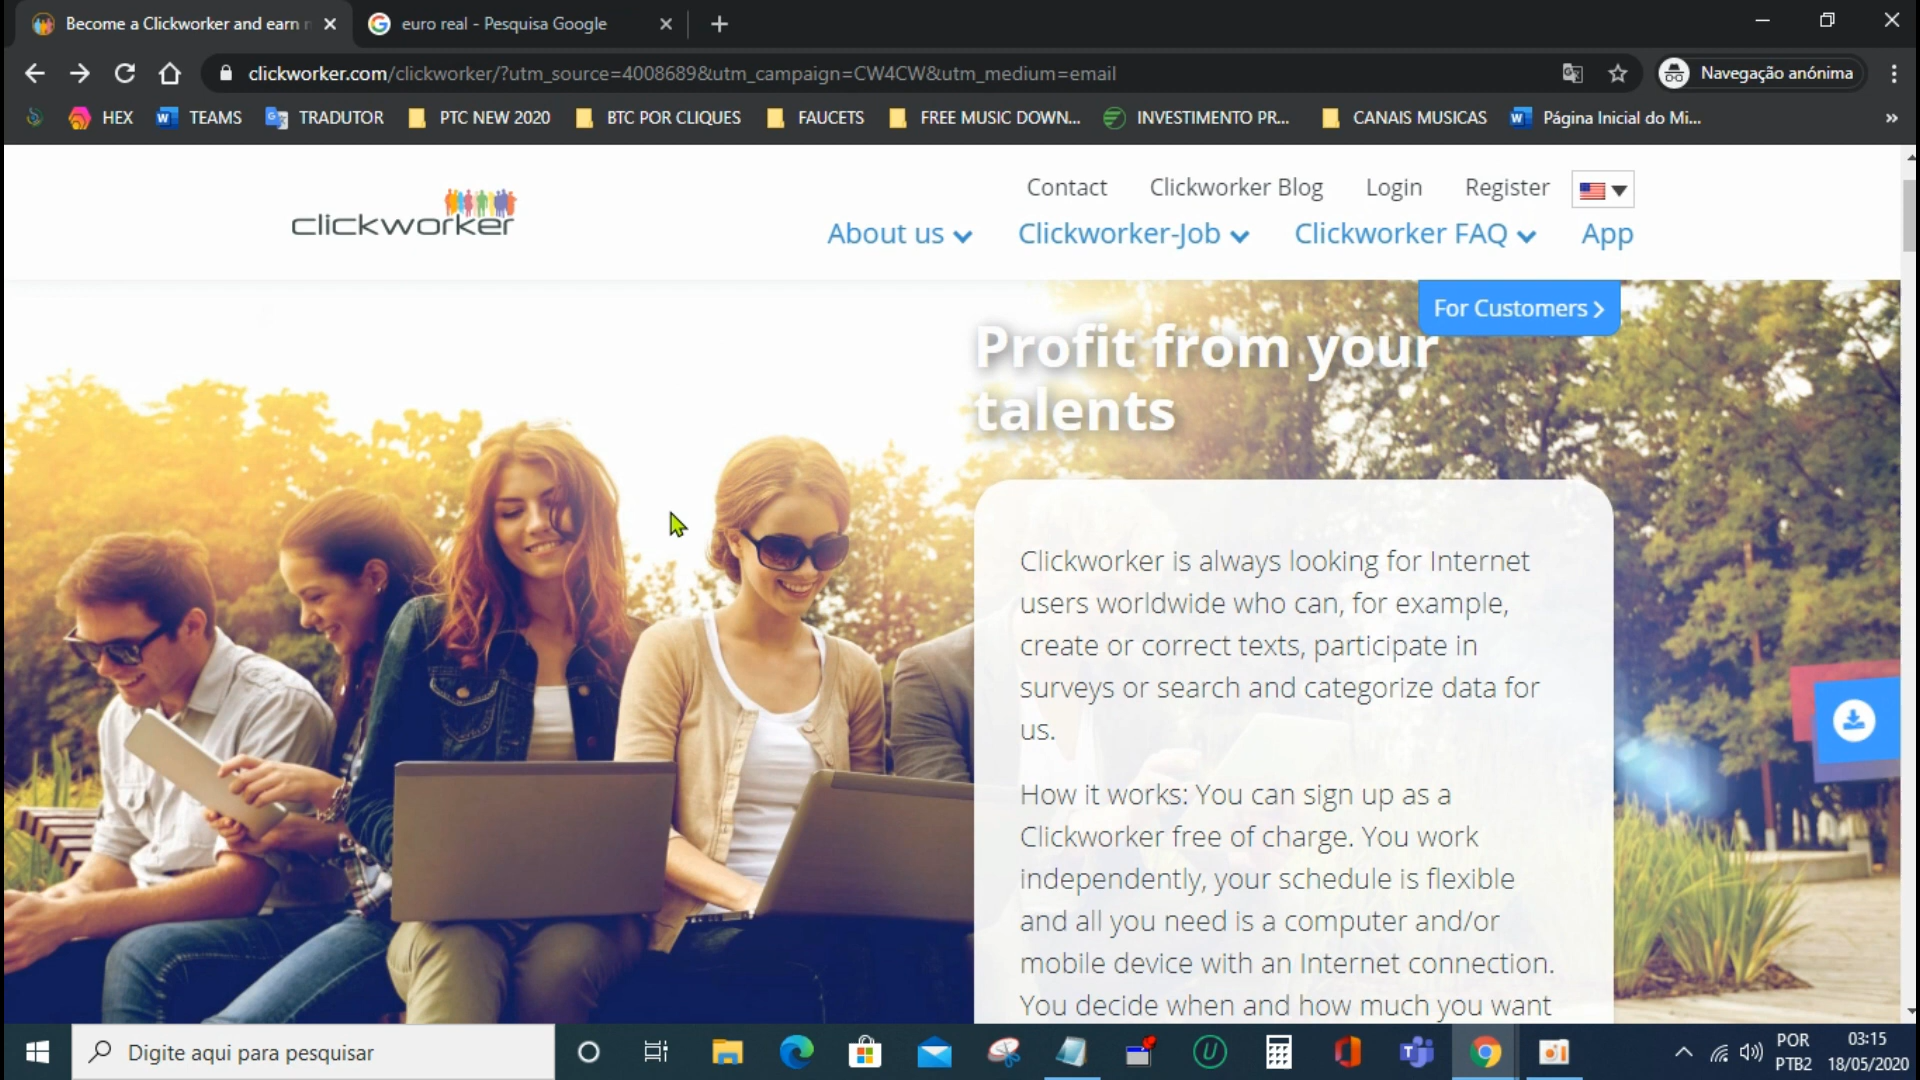 Become a Clickworker and earn
euro real - Pesquisa Google
clickworker.com/clickworker/?utm_source=4008689&utm_campaign=CW4CW&utm_medium=email
Navegação anónima
HEX
TEAMS
TRADUTOR
PTC NEW 2020
BTC POR CLIQUES
FAUCETS
FREE MUSIC DOWN...
INVESTIMENTO PR...
CANAIS MUSICAS
Página Inicial do Mi...
»
clickworker
Contact Clickworker Blog Login Register
About us Clickworker-Job Clickworker FAQ App
For Customers
Profit from your
talents
Clickworker is always looking for Internet
users worldwide who can, for example,
create or correct texts, participate in
surveys or search and categorize data for
us.
How it works: You can sign up as a
Clickworker free of charge. You work
independently, your schedule is flexible
and all you need is a computer and/or
mobile device with an Internet connection.
You decide when and how much you want
Digite aqui para pesquisar
POR
PTB2
03:15
18/05/2020